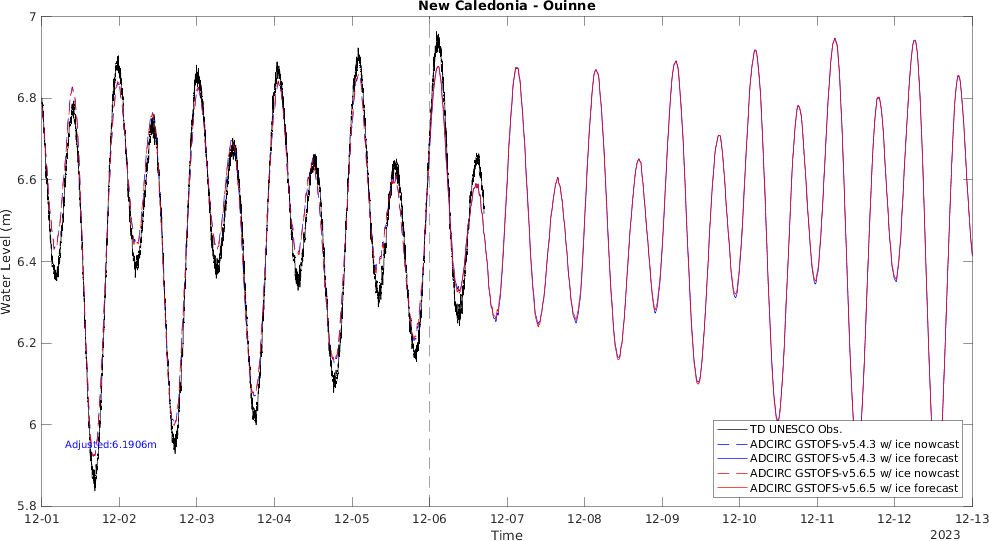 New Caledonia - Ouinne
7
6.8
6.6
6.4
6.2
6
5.8
Water Level (m)
Adjusted:6.1906m
TD UNESCO Obs.
ADCIRC GSTOFS-v5.4.3 w/ ice nowcast
ADCIRC GSTOFS-v5.4.3 w/ ice forecast
ADCIRC GSTOFS-v5.6.5 w/ ice nowcast
ADCIRC GSTOFS-v5.6.5 w/ ice forecast
12-01 12-02 12-03 12-04 12-05 12-06 12-07 12-08 12-09 12-10 12-11 12-12 12-13
Time
2023